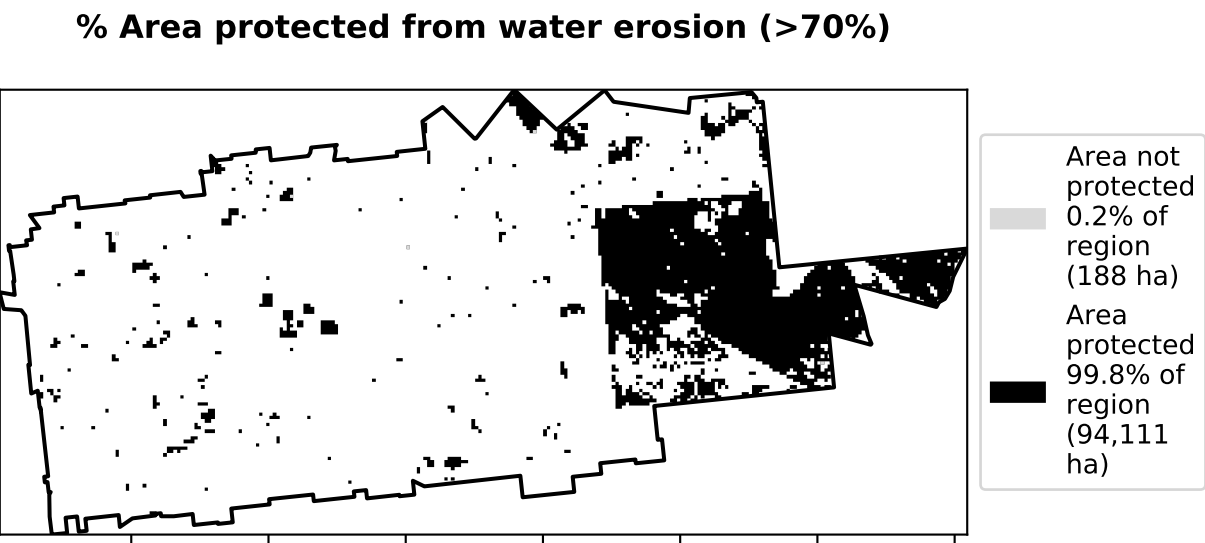 % Area protected from water erosion (>70%)
Area not
protected
0.2% of
region
(188 ha)
Area
protected
99.8% of
region
(94,111
ha)